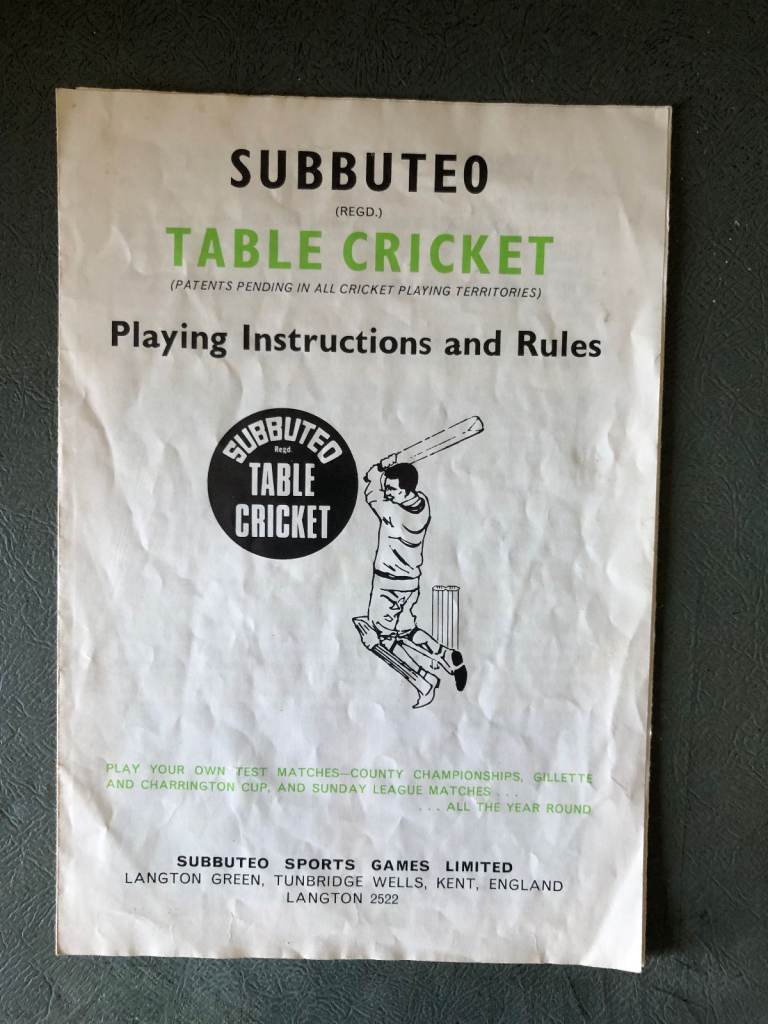 SUBBUTEO
(REGD.)
TABLE CRICKET
(PATENTS PENDING IN ALL CRICKET PLAYING TERRITORIES)
Playing Instructions and Rules
SUBBUTEO
Regd.
TABLE
CRICKET
PLAY YOUR OWN TEST MATCHES—COUNTY CHAMPIONSHIPS, GILLETTE
AND CHARRINGTON CUP, AND SUNDAY LEAGUE MATCHES . . .
. . . ALL THE YEAR ROUND
SUBBUTEO SPORTS GAMES LIMITED
LANGTON GREEN, TUNBRIDGE WELLS, KENT, ENGLAND
LANGTON 2522